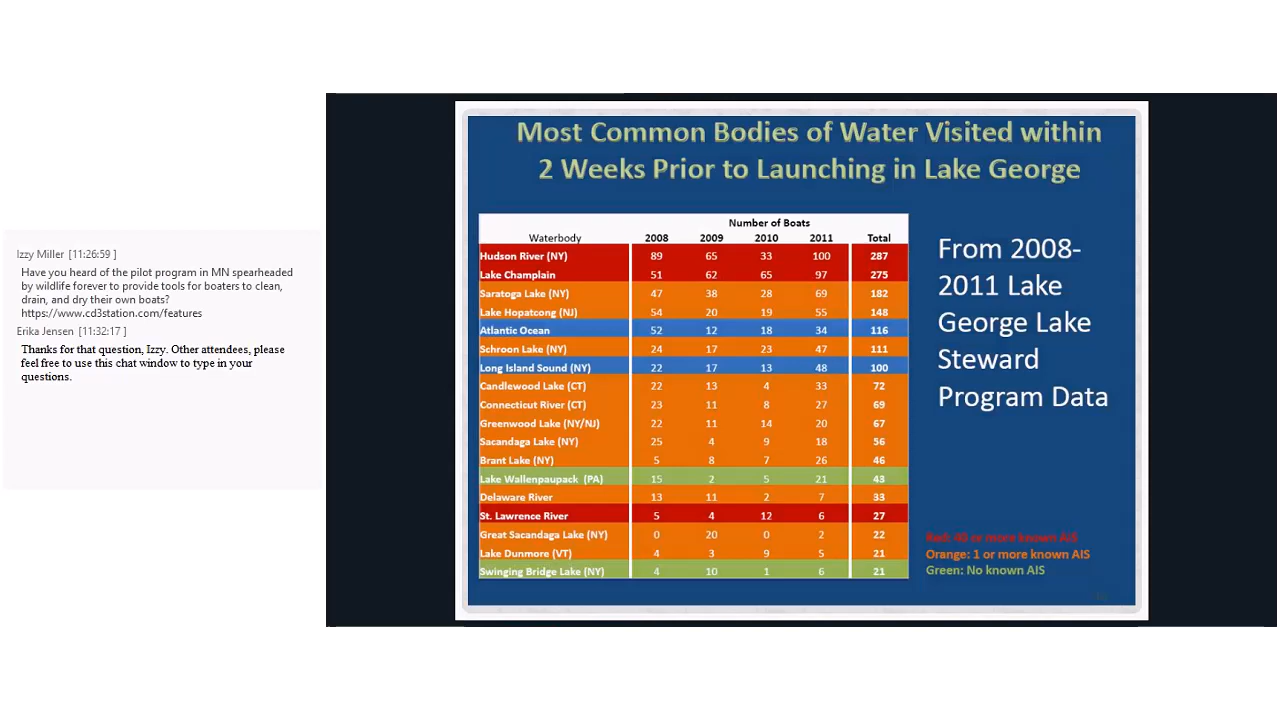 Izzy Miller [11:26:59 ]
Have you heard of the pilot program in MN spearheaded
by wildlife forever to provide tools for boaters to clean,
drain, and dry their own boats?
https://www.cd3station.com/features
Erika Jensen [11:32:17 ]
Thanks for that question, Izzy. Other attendees, please
feel free to use this chat window to type in your
questions.
Most Common Bodies of Water Visited within
2 Weeks Prior to Launching in Lake George
Number of Boats
Waterbody 2008 2009 2010 2011 Total
Hudson River (NY) 89 65 33 100 287
Lake Champlain 51 62 65 97 275
Saratoga Lake (NY) 47 38 28 69 182
Lake Hopatcong (NJ) 54 20 19 55 148
Atlantic Ocean 52 12 18 34 116
Schroon Lake (NY) 24 17 23 47 111
Long Island Sound (NY) 22 17 13 48 100
Candlewood Lake (CT) 22 13 4 33 72
Connecticut River (CT) 23 11 8 27 69
Greenwood Lake (NY/NJ) 22 11 14 20 67
Sacandaga Lake (NY) 25 4 9 18 56
Brant Lake (NY) 5 8 7 26 46
Lake Wallenpaupack (PA) 15 2 5 21 43
Delaware River 13 11 2 7 33
St. Lawrence River 5 4 12 6 27
Great Sacandaga Lake (NY) 0 20 0 2 22
Lake Dunmore (VT) 4 3 9 5 21
Swinging Bridge Lake (NY) 4 10 1 6 21
From 2008-
2011 Lake
George Lake
Steward
Program Data
Red: 40 or more known AIS
Orange: 1 or more known AIS
Green: No known AIS